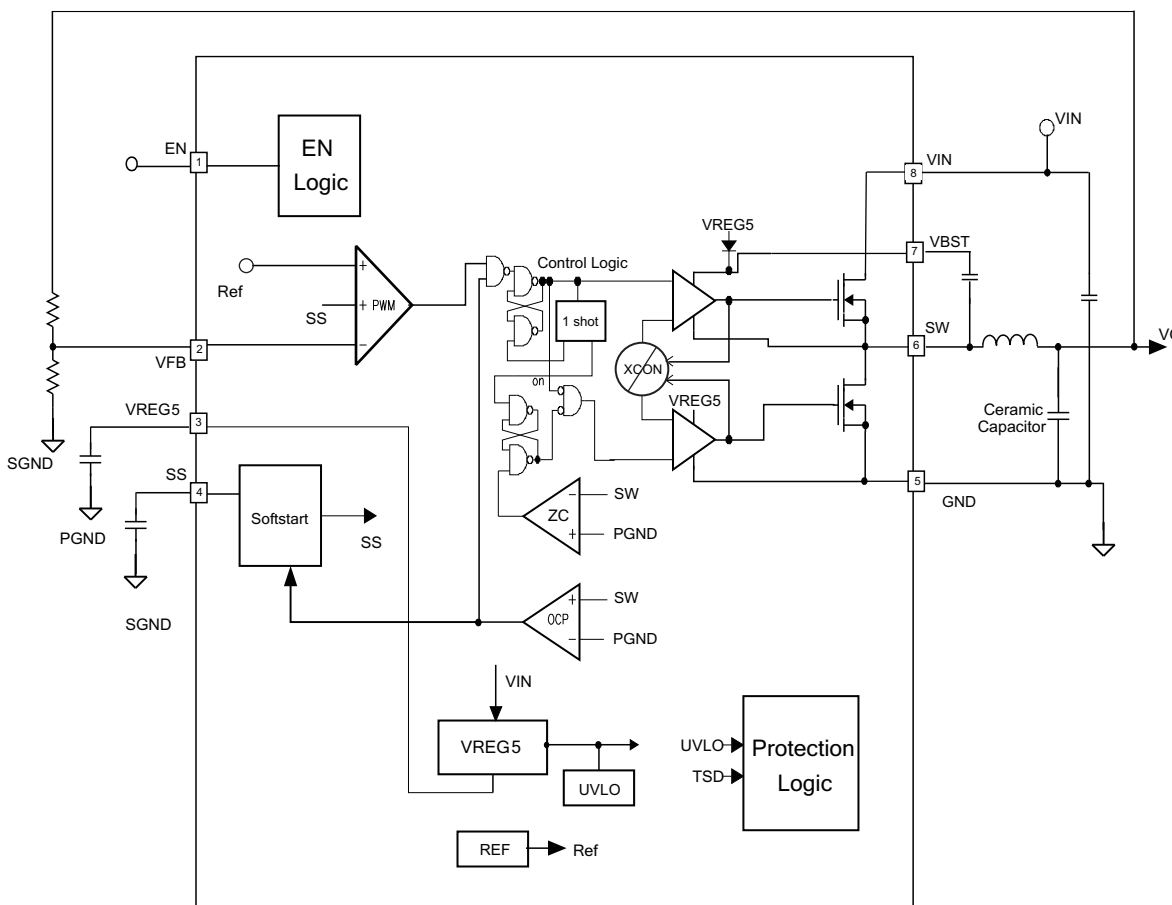 VIN
EN
1
EN
Logic
VIN
8
VREG5
VBST
7
Control Logic
Ref
+
+
−
PWM
SS
1 shot
SW
6
VFB
2
XCON
on
VREG5
VREG5
3
Ceramic
Capacitor
SGND
SS
4
5
GND
Softstart
SS
ZC
−
+
SW
PGND
PGND
SGND
OCP
+
−
SW
PGND
VIN
VREG5
UVLO
UVLO
TSD
Protection
Logic
REF
Ref